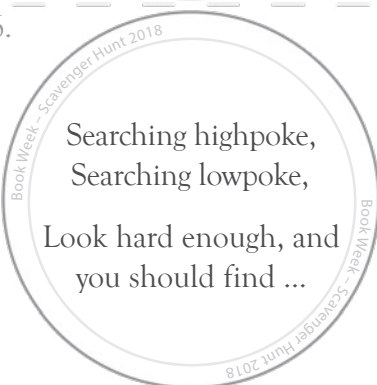 6.
Book Week – Scavenger Hunt 2018
Searching highpoke,
Searching lowpoke,
Look hard enough, and
you should find ...
Book Week – Scavenger Hunt 2018